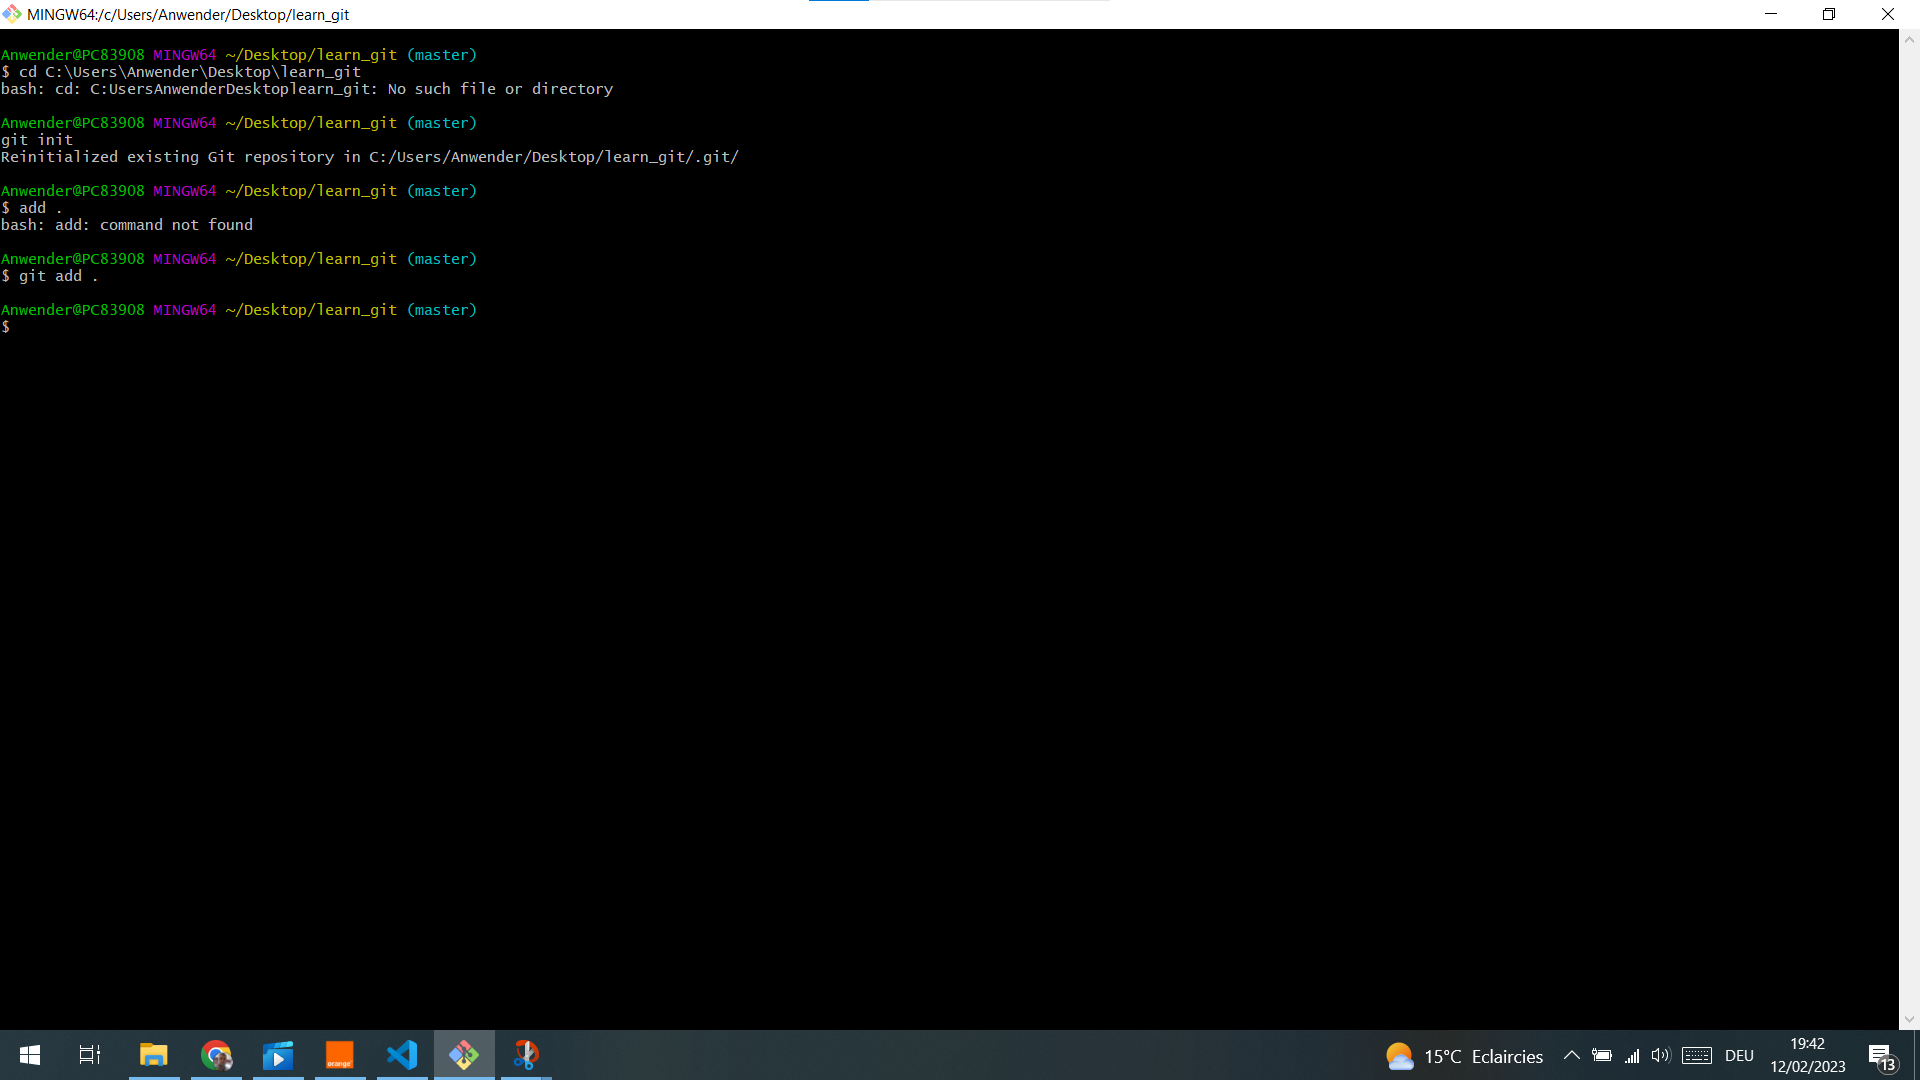 MINGW64:/c/Users/Anwender/Desktop/learn_git
Anwender@PC83908 MINGW64 ~/Desktop/learn_git (master)
$ cd C:\Users\Anwender\Desktop\learn_git
bash: cd: C:UsersAnwenderDesktoplearn_git: No such file or directory
Anwender@PC83908 MINGW64 ~/Desktop/learn_git (master)
git init
Reinitialized existing Git repository in C:/Users/Anwender/Desktop/learn_git/.git/
Anwender@PC83908 MINGW64 ~/Desktop/learn_git (master)
$ add .
bash: add: command not found
Anwender@PC83908 MINGW64 ~/Desktop/learn_git (master)
$ git add .
Anwender@PC83908 MINGW64 ~/Desktop/learn_git (master)
$
orange
15°C Eclaircies
DEU
19:42
12/02/2023
13